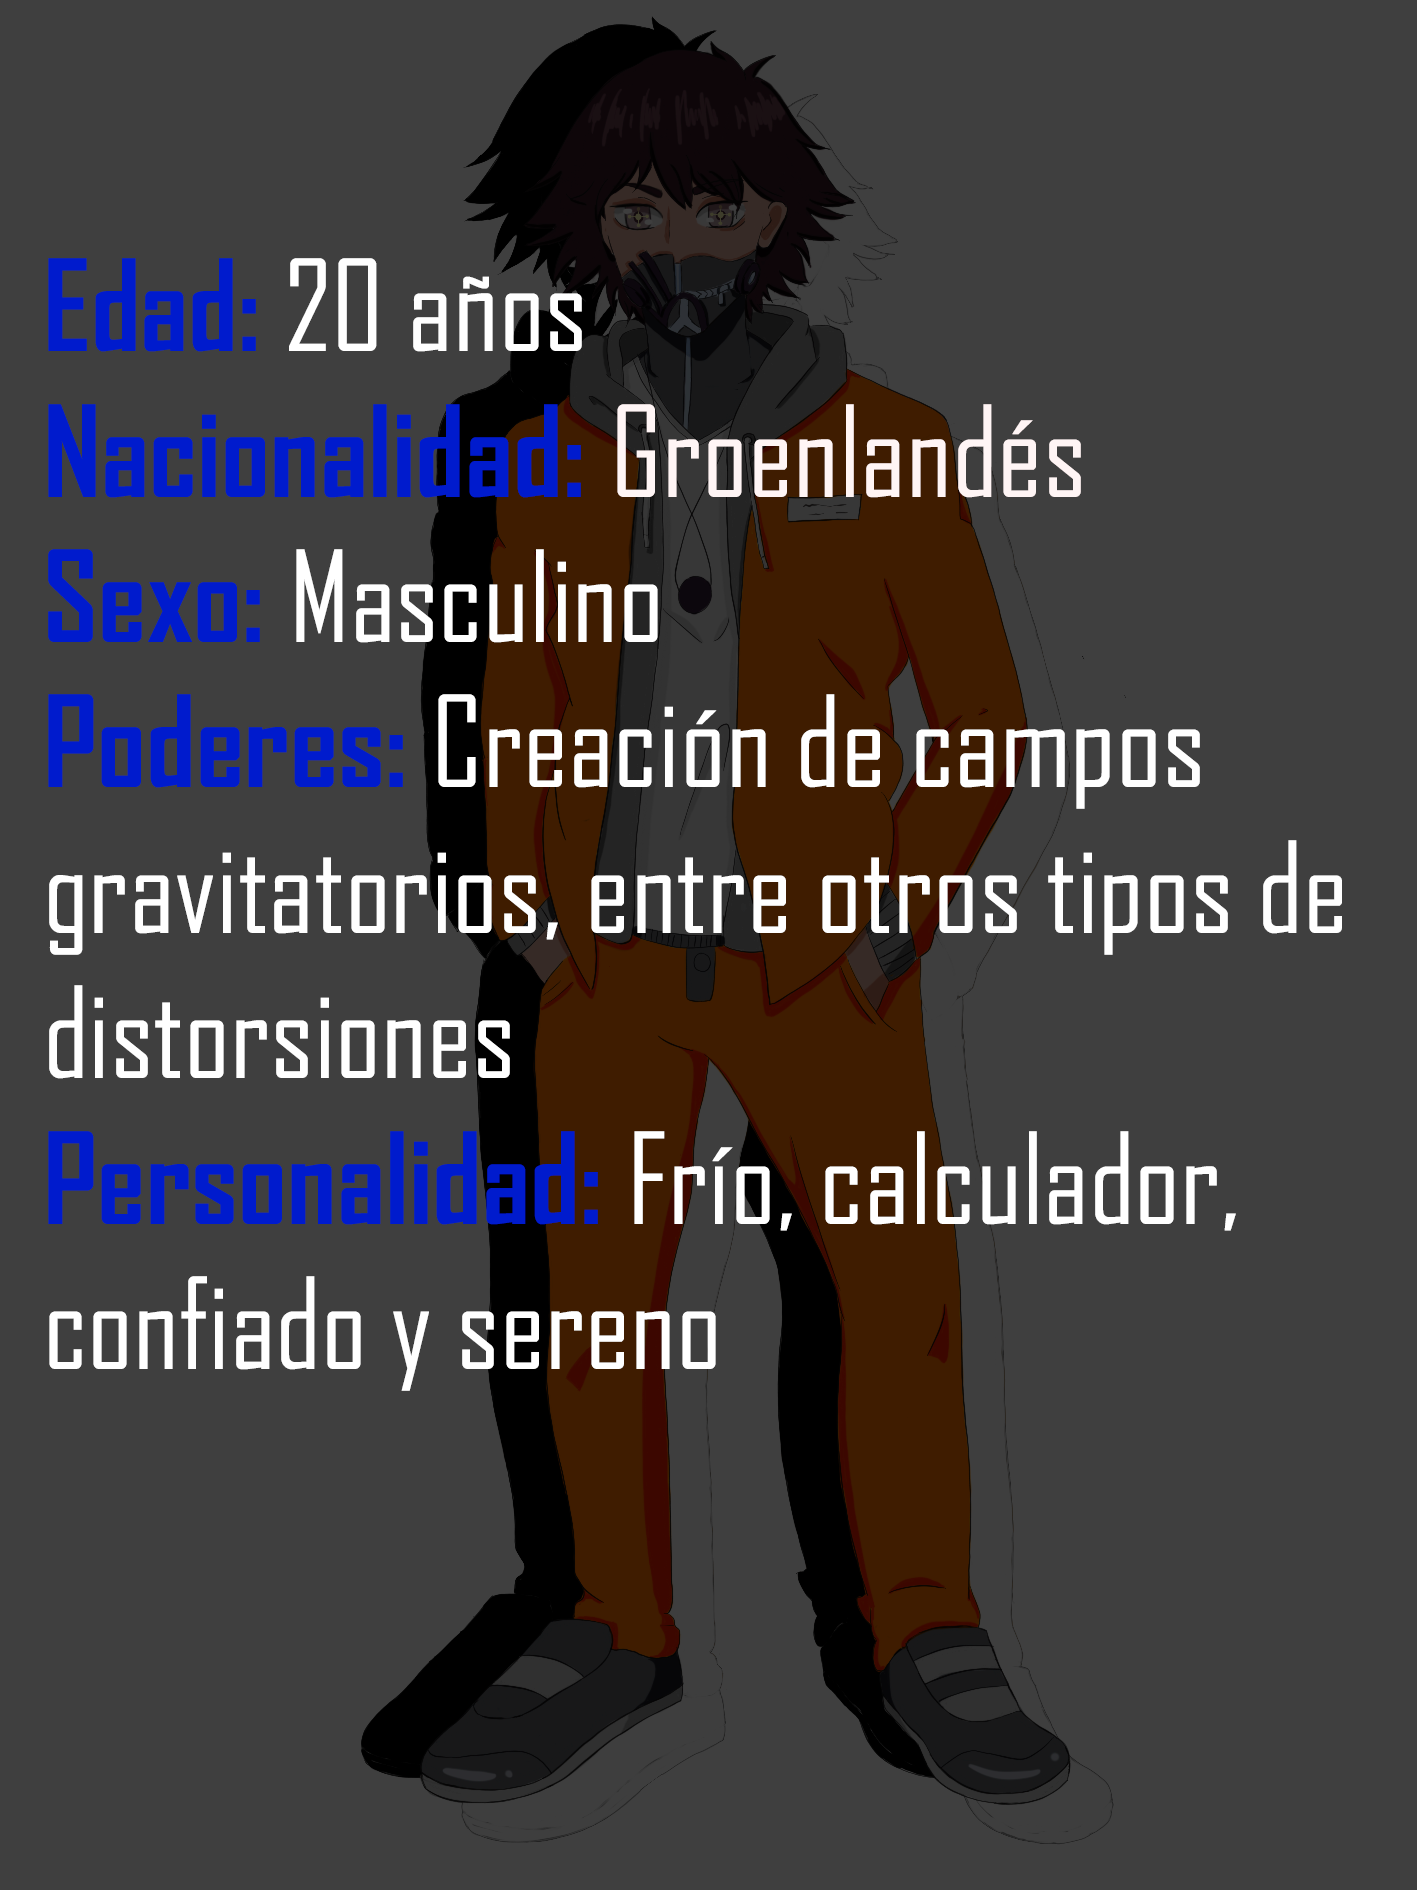 Edad: 20 años
Nacionalidad: Groenlandés
Sexo: Masculino
Poderes: Creación de campos
gravitatorios, entre otros tipos de
distorsiones
Personalidad: Frío, calculador,
confiado y sereno